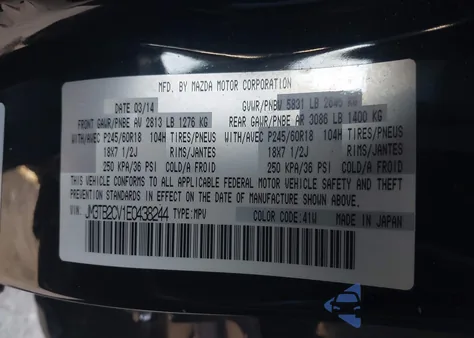 MFD. BY MAZDA MOTOR CORPORATION
DATE 03/14 GVWR/PNBV 5831 LB 2645 KG
FRONT GAWR/PNBE AV 2813 LB 1276 KG REAR GAWR/PNBE AR 3086 LB 1400 KG
WITH/AVEC P245/60R18 104H TIRES/PNEUS WITH/AVEC P245/60R18 104H TIRES/PNEUS
18X7 1/2J RIMS/JANTES 18X7 1/2J RIMS/JANTES
250 KPA/36 PSI COLD/A FROID 250 KPA/36 PSI COLD/A FROID
THIS VEHICLE CONFORMS TO ALL APPLICABLE FEDERAL MOTOR VEHICLE SAFETY AND THEFT
PREVENTION STANDARDS IN EFFECT ON THE DATE OF MANUFACTURE SHOWN ABOVE
VIN: JM3TB2CV1E0438244 TYPE:MPV COLOR CODE:41W MADE IN JAPAN